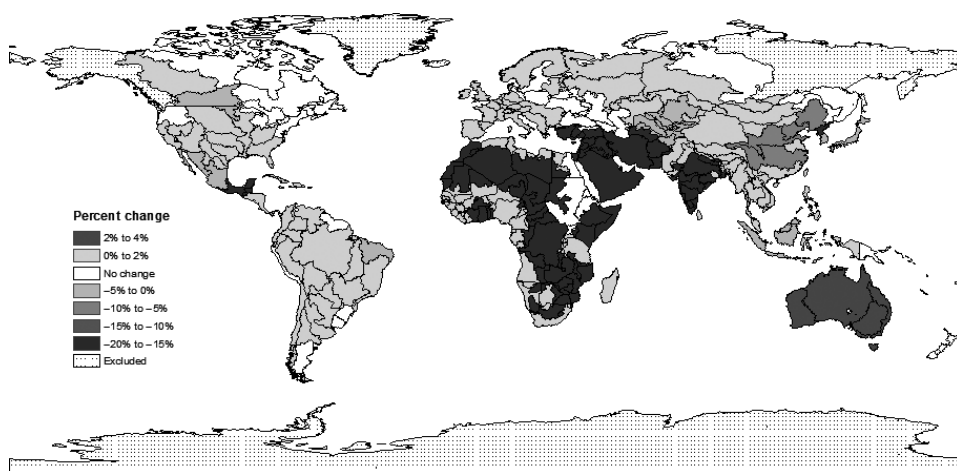 Percent change
2% to 4%
0% to 2%
No change
–5% to 0%
–10% to –5%
–15% to –10%
–20% to –15%
Excluded